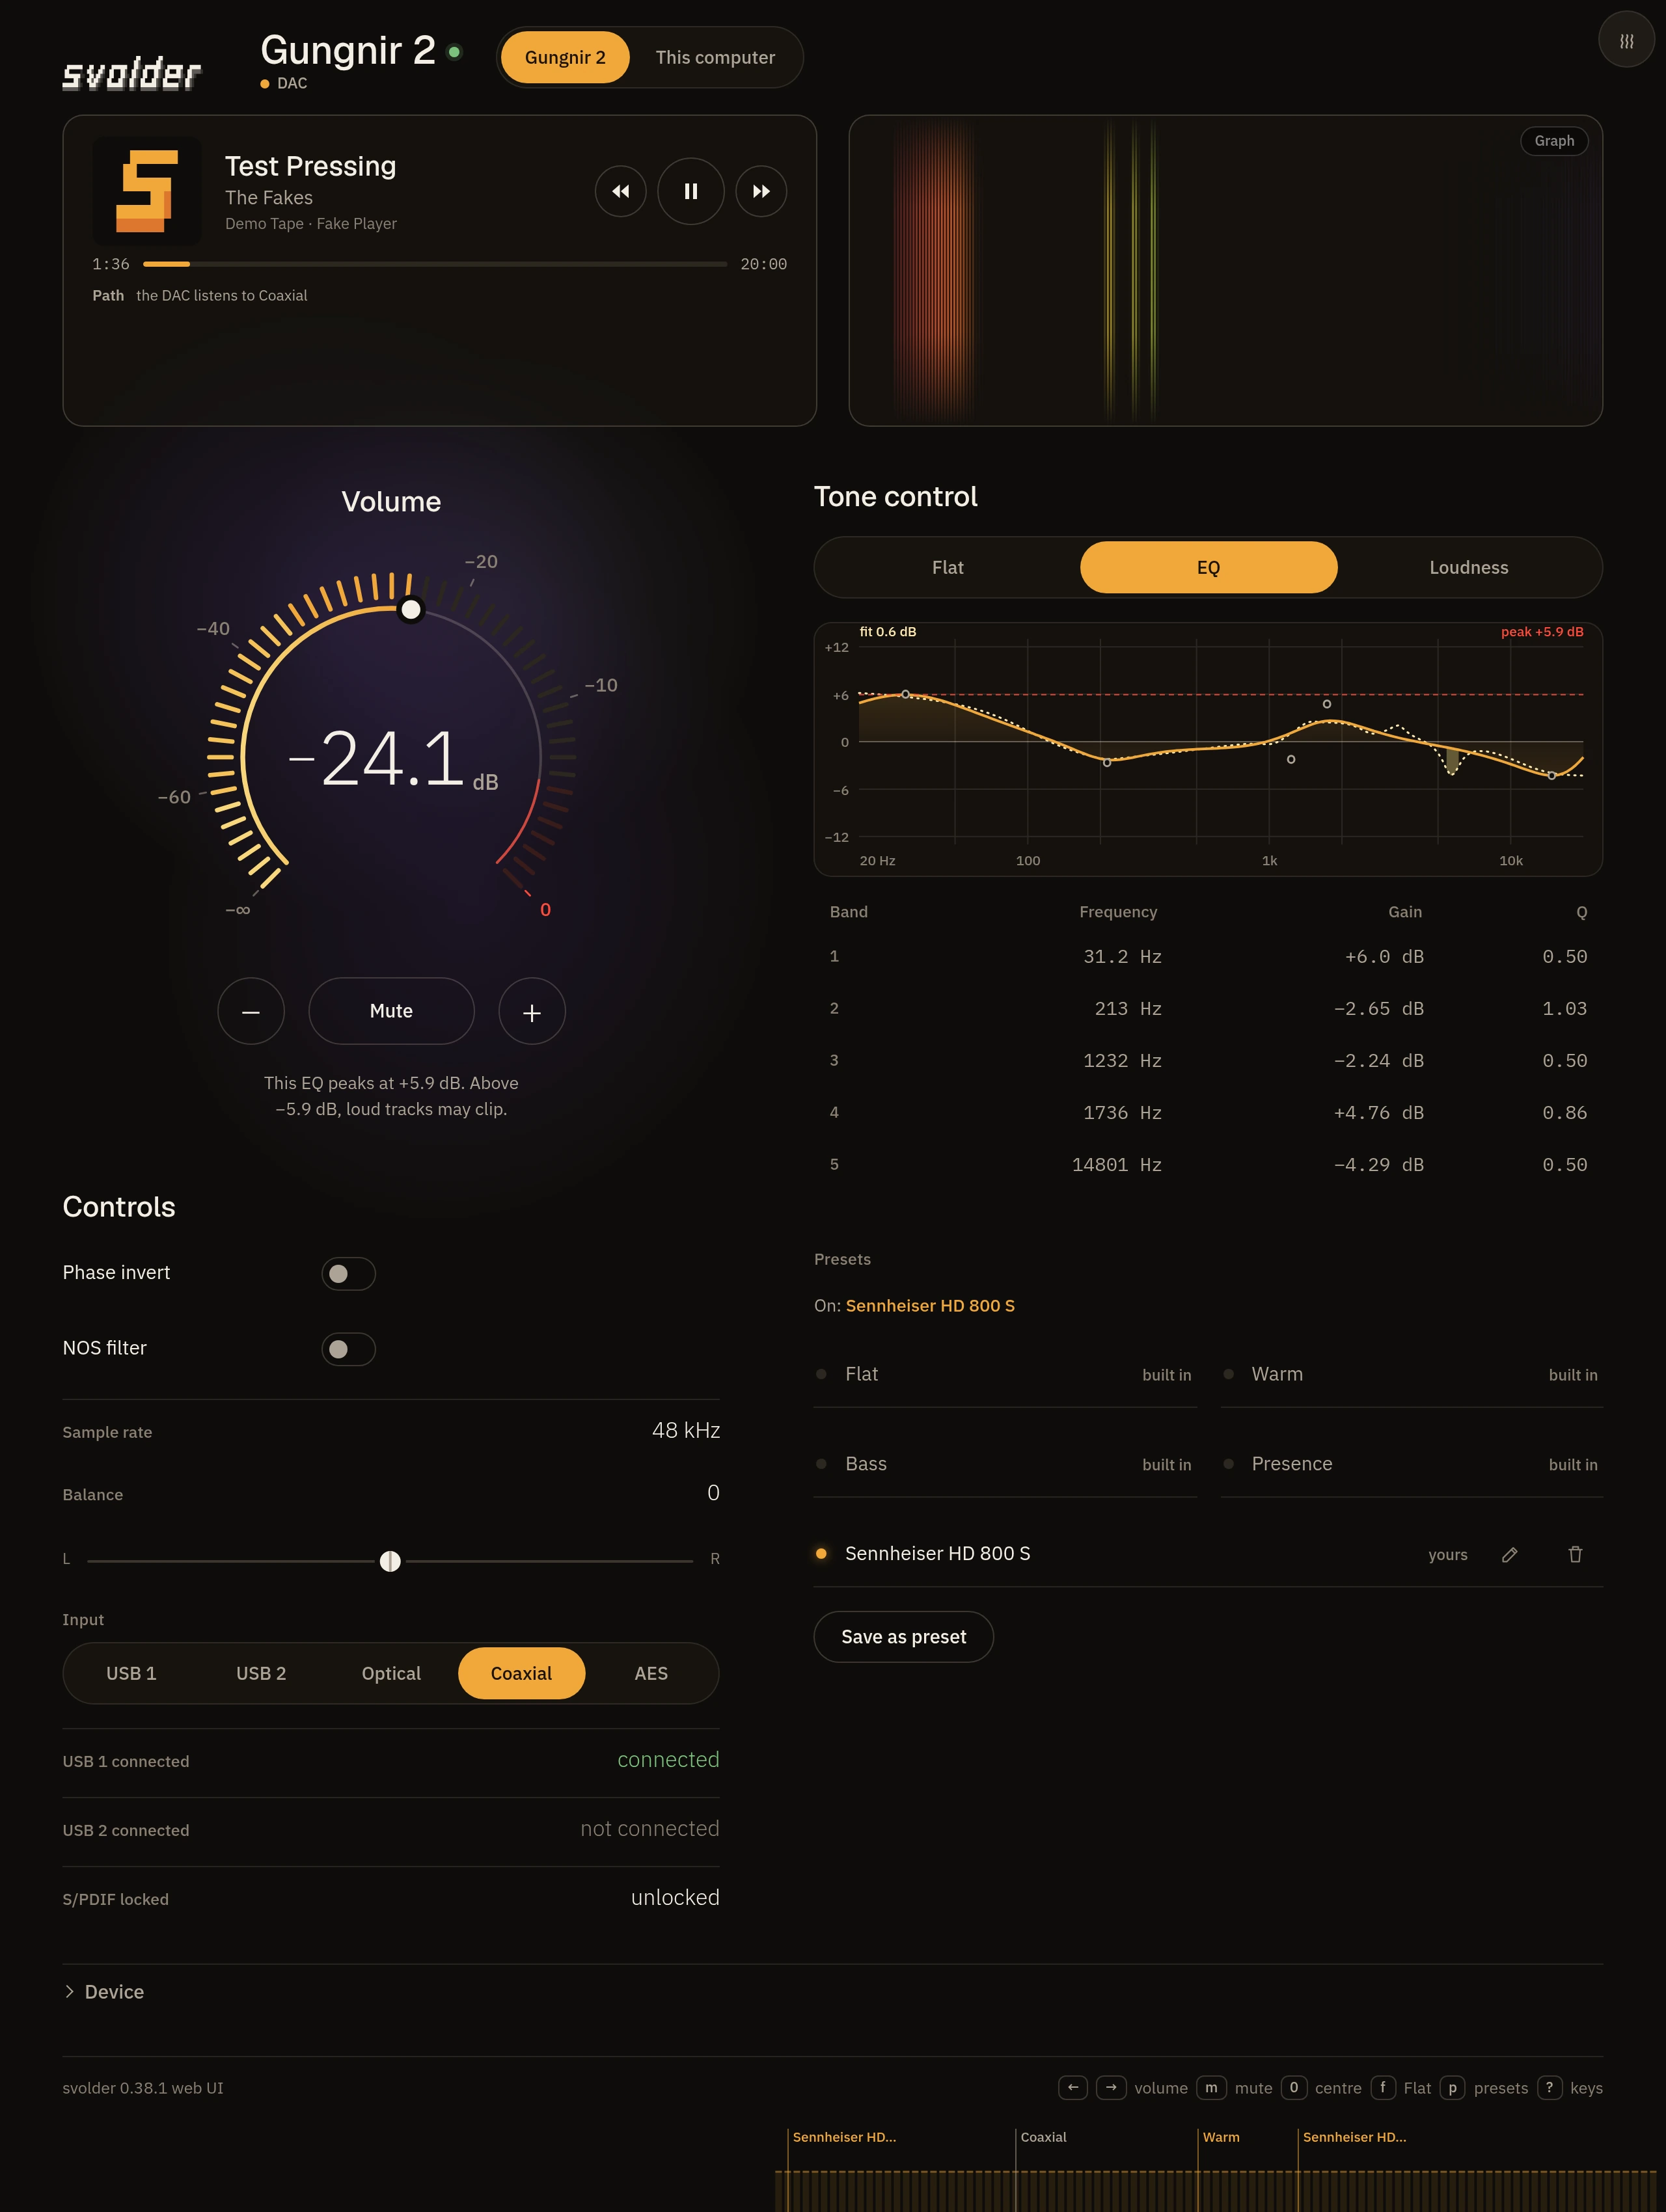 svolder
Gungnir 2
DAC
Gungnir 2 This computer
Test Pressing
The Fakes
Demo Tape · Fake Player
1:36 20:00
Path the DAC listens to Coaxial
Graph
Volume
−20
−40
−10
−24.1 dB
−60
−∞ 0
− Mute +
This EQ peaks at +5.9 dB. Above
−5.9 dB, loud tracks may clip.
Tone control
Flat EQ Loudness
fit 0.6 dB peak +5.9 dB
+12
+6
0
−6
−12
20 Hz 100 1k 10k
Band Frequency Gain Q
1 31.2 Hz +6.0 dB 0.50
2 213 Hz −2.65 dB 1.03
3 1232 Hz −2.24 dB 0.50
4 1736 Hz +4.76 dB 0.86
5 14801 Hz −4.29 dB 0.50
Controls
Phase invert
NOS filter
Sample rate 48 kHz
Balance 0
L R
Input
USB 1 USB 2 Optical Coaxial AES
USB 1 connected connected
USB 2 connected not connected
S/PDIF locked unlocked
Presets
On: Sennheiser HD 800 S
Flat built in Warm built in
Bass built in Presence built in
Sennheiser HD 800 S yours
Save as preset
Device
svolder 0.38.1 web UI
← → volume m mute 0 centre f Flat p presets ? keys
Sennheiser HD... Coaxial Warm Sennheiser HD...